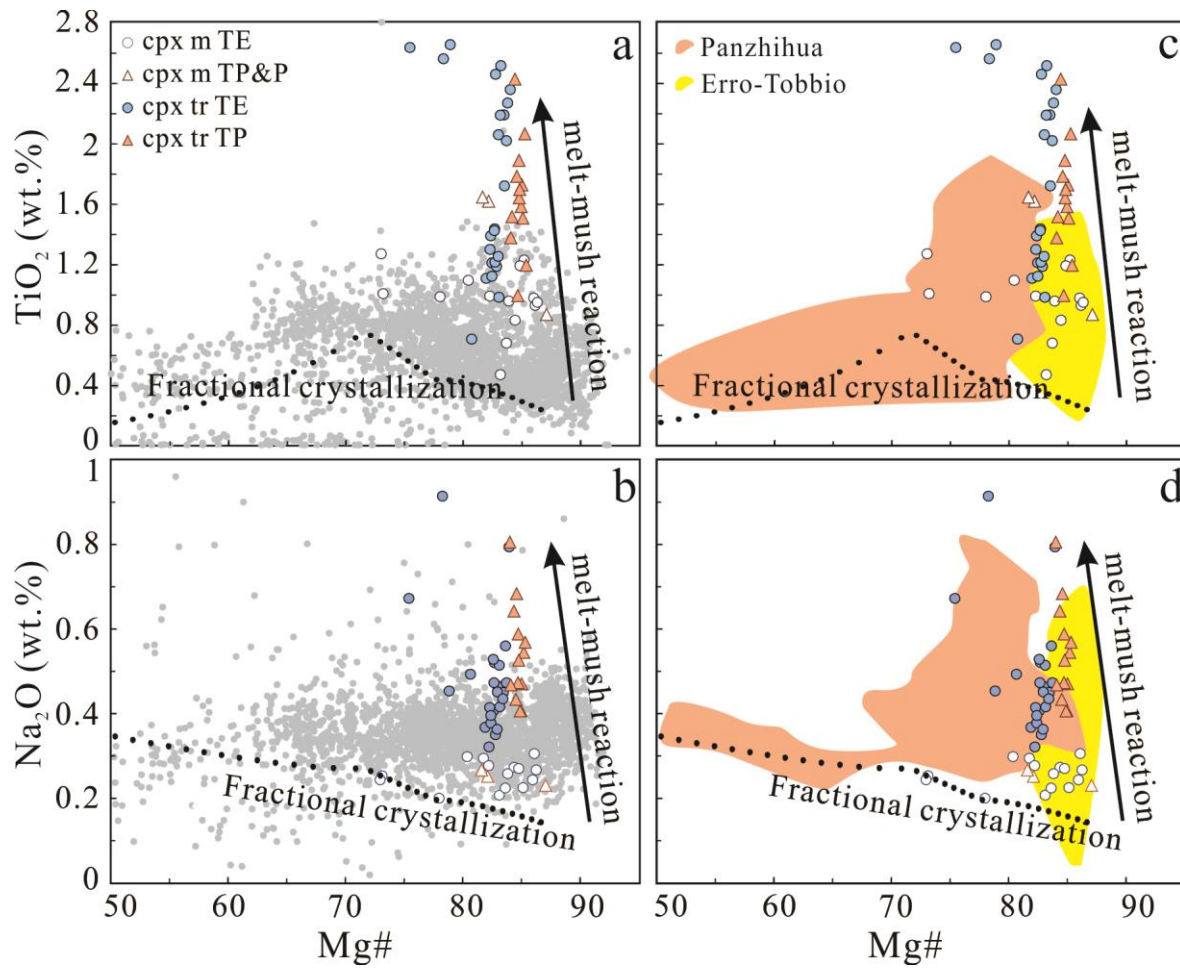 2.8
2.4
2
1.6
1.2
0.8
0.4
0
TiO₂ (wt.%)
a
cpx m TE
cpx m TP&P
cpx tr TE
cpx tr TP
melt-mush reaction
Fractional crystallization
c
Panzhihua
Erro-Tobbio
melt-mush reaction
Fractional crystallization
1
0.8
0.6
0.4
0.2
0
Na₂O (wt.%)
b
melt-mush reaction
Fractional crystallization
d
melt-mush reaction
Fractional crystallization
50 60 70 80 90
Mg#
50 60 70 80 90
Mg#